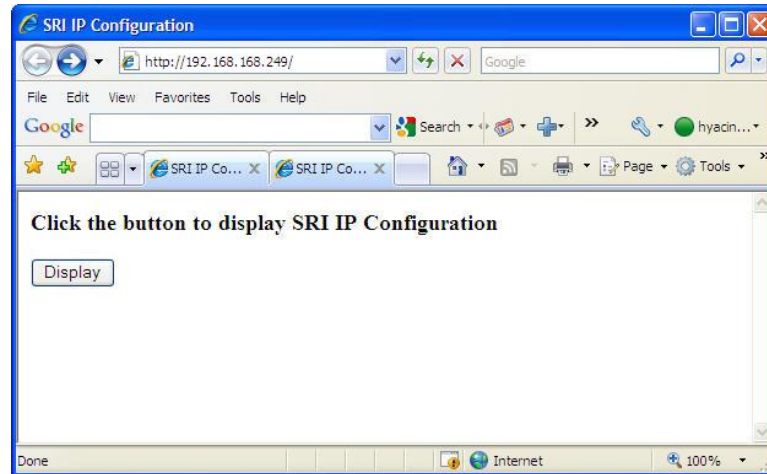 SRI IP Configuration
http://192.168.168.249/
Google
File Edit View Favorites Tools Help
Google Search hyacin...
SRI IP Co... X SRI IP Co... X Page Tools
Click the button to display SRI IP Configuration
Display
Done Internet 100%